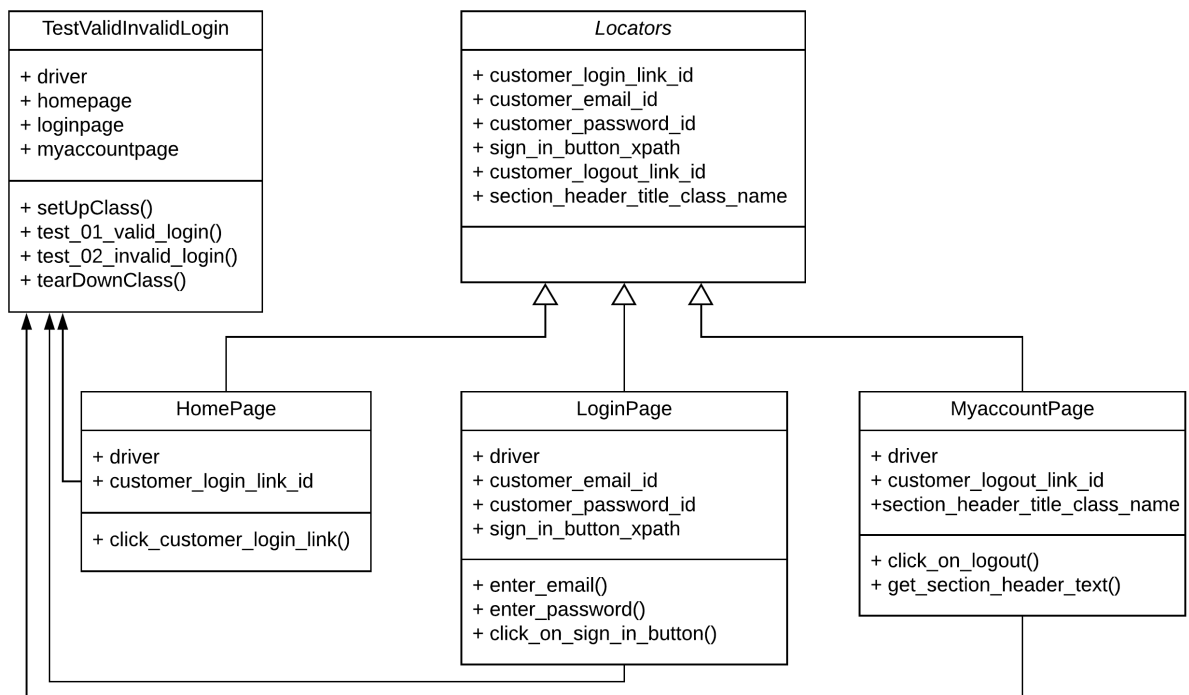 TestValidInvalidLogin
+ driver
+ homepage
+ loginpage
+ myaccountpage
+ setUpClass()
+ test_01_valid_login()
+ test_02_invalid_login()
+ tearDownClass()
Locators
+ customer_login_link_id
+ customer_email_id
+ customer_password_id
+ sign_in_button_xpath
+ customer_logout_link_id
+ section_header_title_class_name
HomePage
+ driver
+ customer_login_link_id
+ click_customer_login_link()
LoginPage
+ driver
+ customer_email_id
+ customer_password_id
+ sign_in_button_xpath
+ enter_email()
+ enter_password()
+ click_on_sign_in_button()
MyaccountPage
+ driver
+ customer_logout_link_id
+section_header_title_class_name
+ click_on_logout()
+ get_section_header_text()